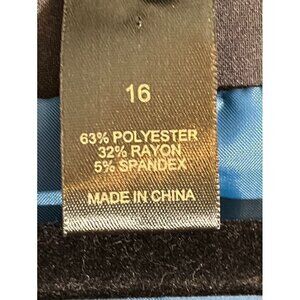 16
63% POLYESTER
32% RAYON
5% SPANDEX
MADE IN CHINA